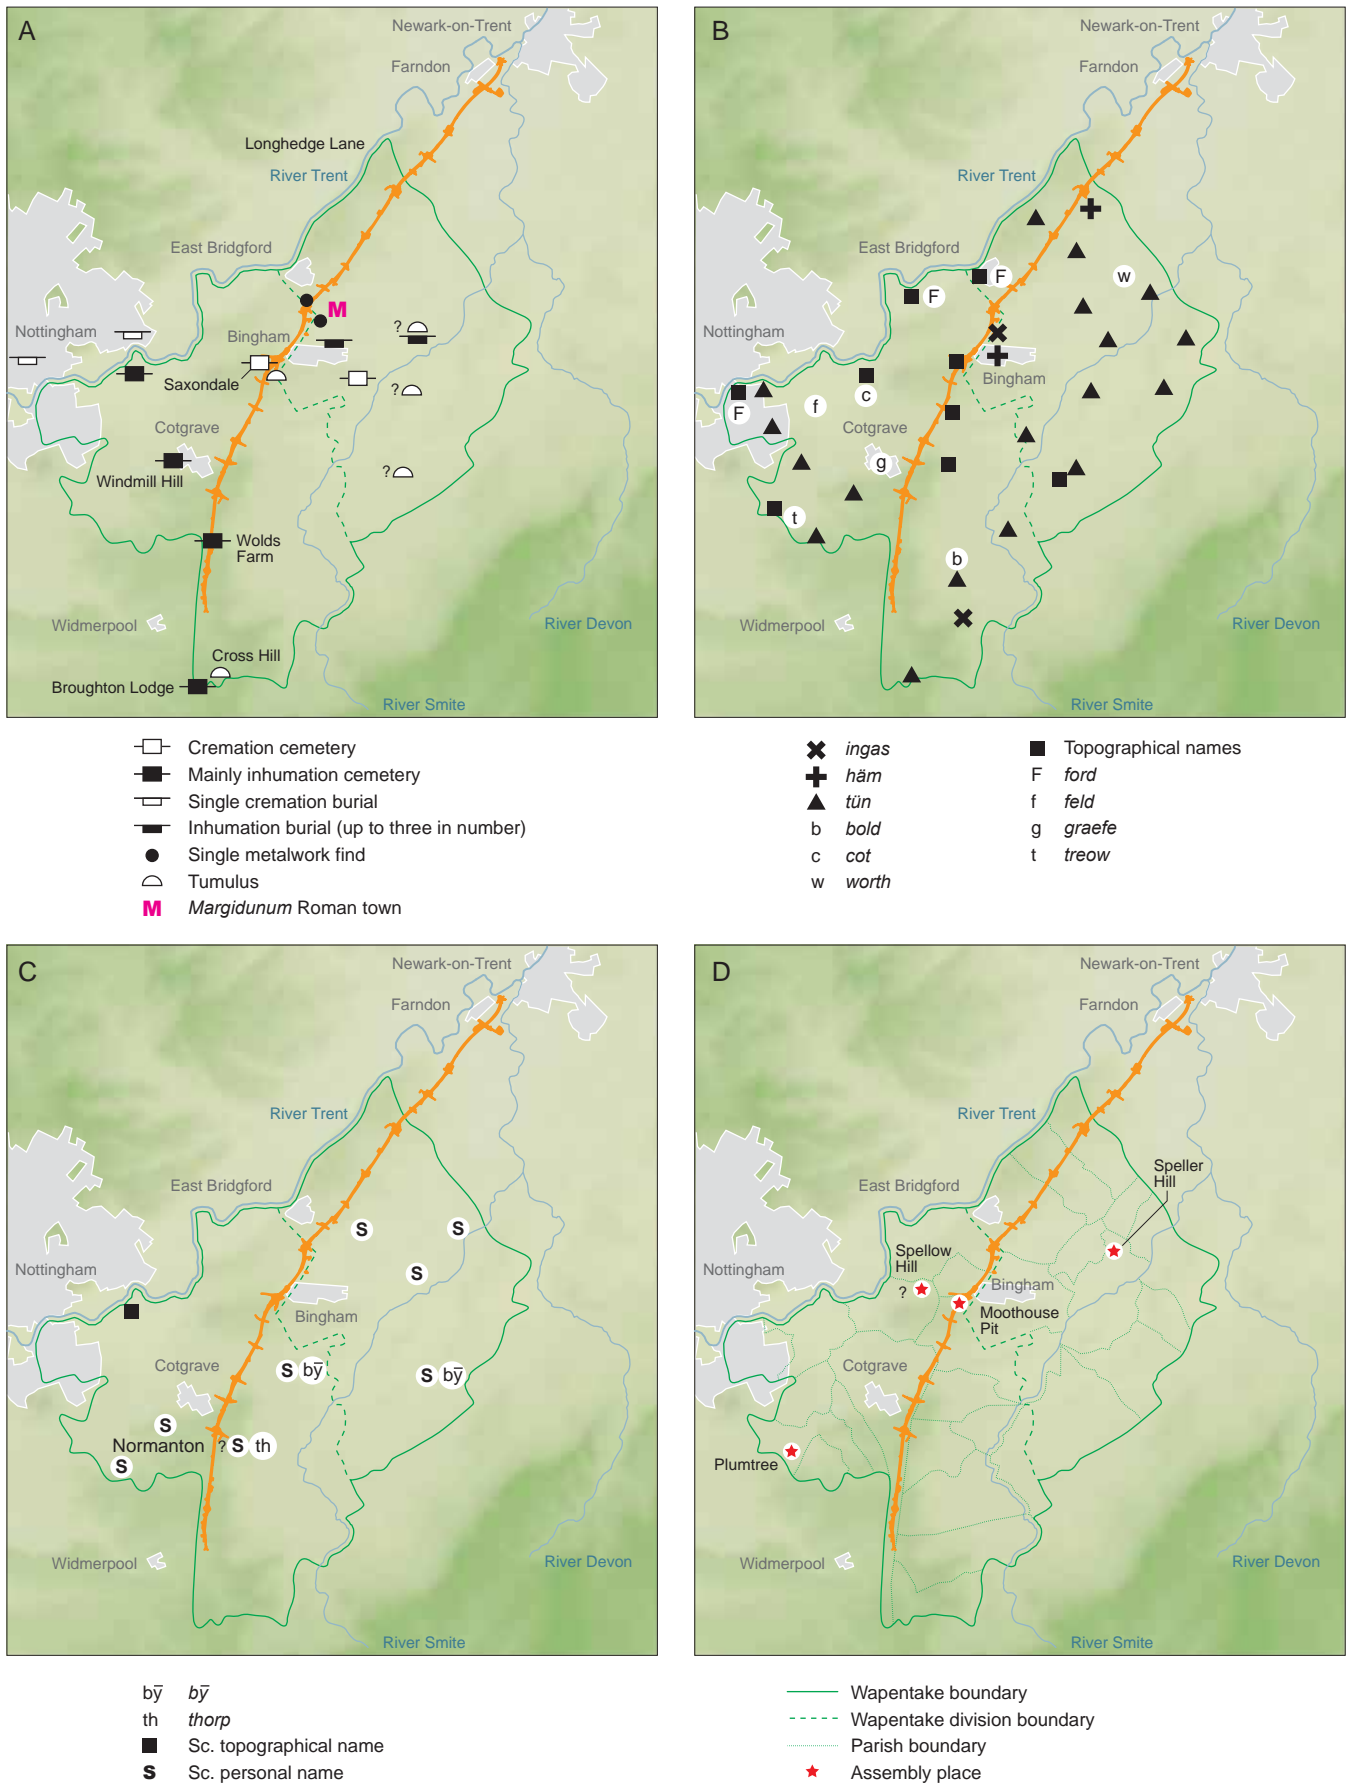 A
Newark-on-Trent
Farndon
Longhedge Lane
River Trent
East Bridgford
M
Nottingham
Bingham
?
Saxondale
?
Cotgrave
Windmill Hill
?
Wolds
Farm
Widmerpool
River Devon
Cross Hill
Broughton Lodge
River Smite
Cremation cemetery
Mainly inhumation cemetery
Single cremation burial
Inhumation burial (up to three in number)
Single metalwork find
Tumulus
M Margidunum Roman town
B
Newark-on-Trent
Farndon
River Trent
East Bridgford
F
w
F
Nottingham
Bingham
c
f
F
Cotgrave
g
t
b
Widmerpool
River Devon
River Smite
ingas
häm
tün
b bold
c cot
w worth
Topographical names
F ford
f feld
g graefe
t treow
C
Newark-on-Trent
Farndon
River Trent
East Bridgford
S
S
Nottingham
S
Bingham
Cotgrave
S bȳ
S bȳ
S
Normanton
? S th
S
Widmerpool
River Devon
River Smite
bȳ bȳ
th thorp
Sc. topographical name
S Sc. personal name
D
Newark-on-Trent
Farndon
River Trent
Speller
Hill
East Bridgford
Spellow
Hill
Nottingham
?
Bingham
Moothouse
Pit
Cotgrave
Plumtree
Widmerpool
River Devon
River Smite
Wapentake boundary
Wapentake division boundary
Parish boundary
Assembly place